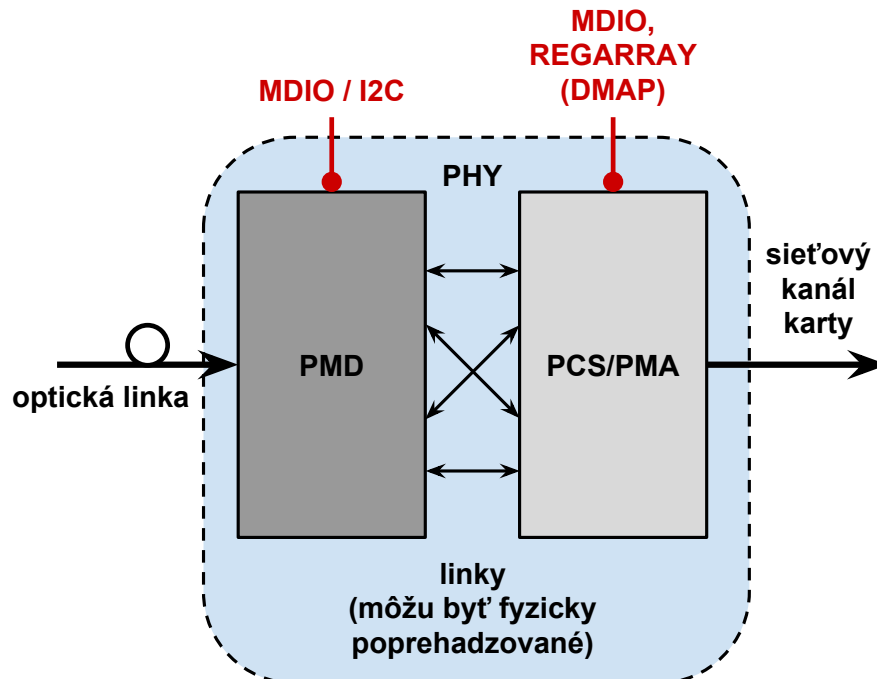 MDIO,
REGARRAY
(DMAP)
MDIO / I2C
PHY
sieťový
kanál
karty
PMD
PCS/PMA
optická linka
linky
(môžu byť fyzicky
poprehadzované)